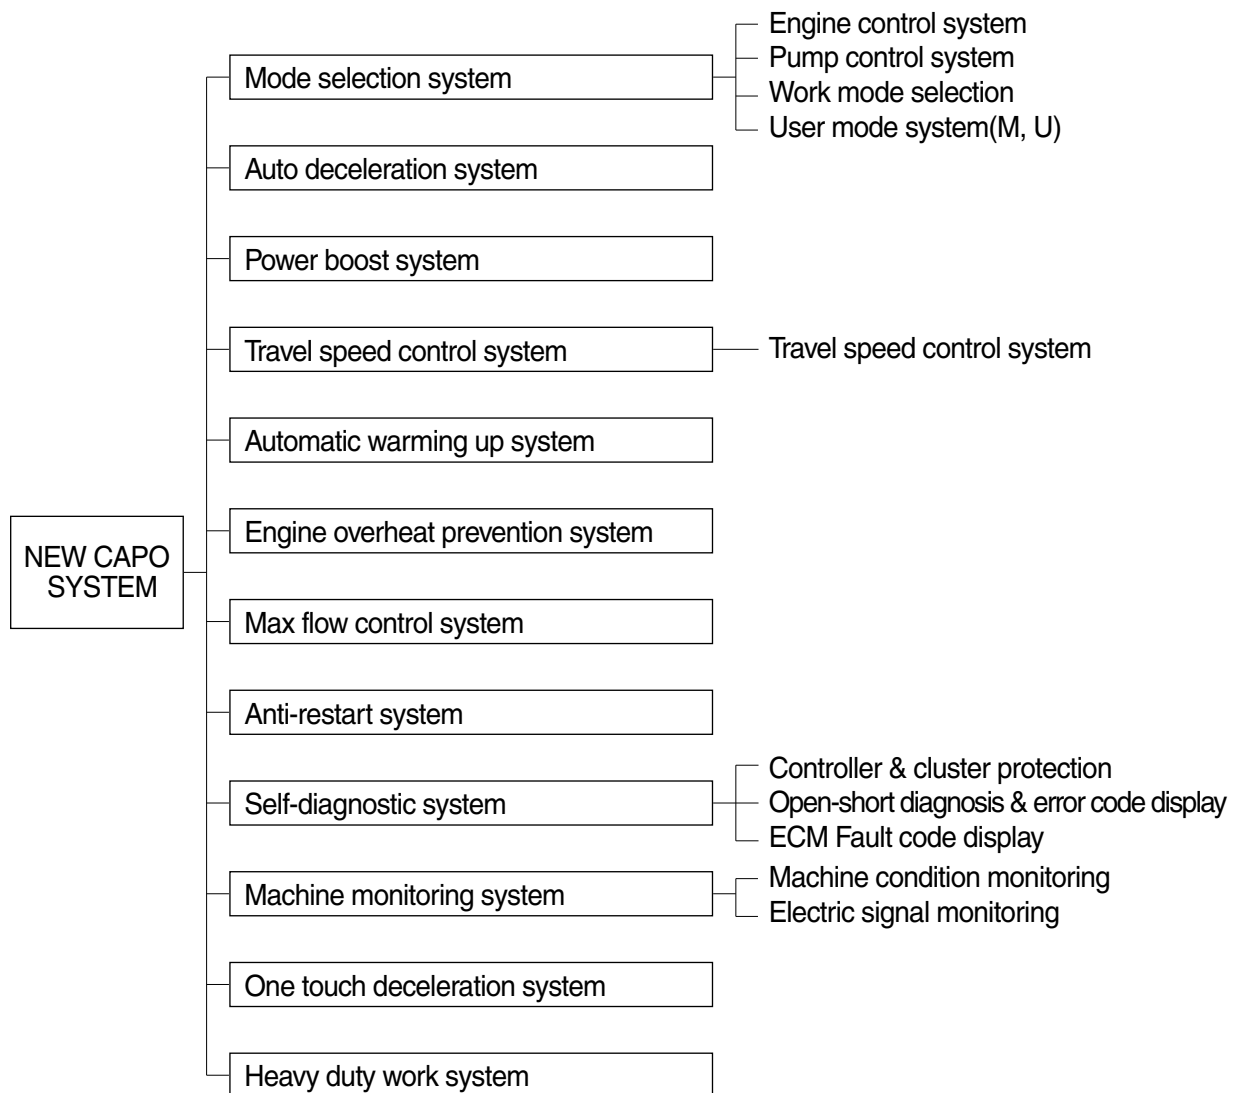 Engine control system
Pump control system
Mode selection system
Work mode selection
User mode system(M, U)
Auto deceleration system
Power boost system
Travel speed control system
Travel speed control system
Automatic warming up system
Engine overheat prevention system
NEW CAPO
SYSTEM
Max flow control system
Anti-restart system
Controller & cluster protection
Self-diagnostic system
Open-short diagnosis & error code display
ECM Fault code display
Machine monitoring system
Machine condition monitoring
Electric signal monitoring
One touch deceleration system
Heavy duty work system